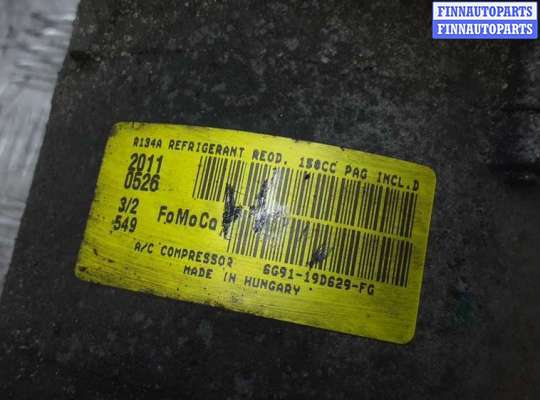 FINNAUTOPARTS
FINNAUTOPARTS
R134A REFRIGERANT REQD. 150CC PAG INCL.D
2011
0526
3/2
549
FoMoCo
A/C COMPRESSOR 6G91-19D629-FG
MADE IN HUNGARY